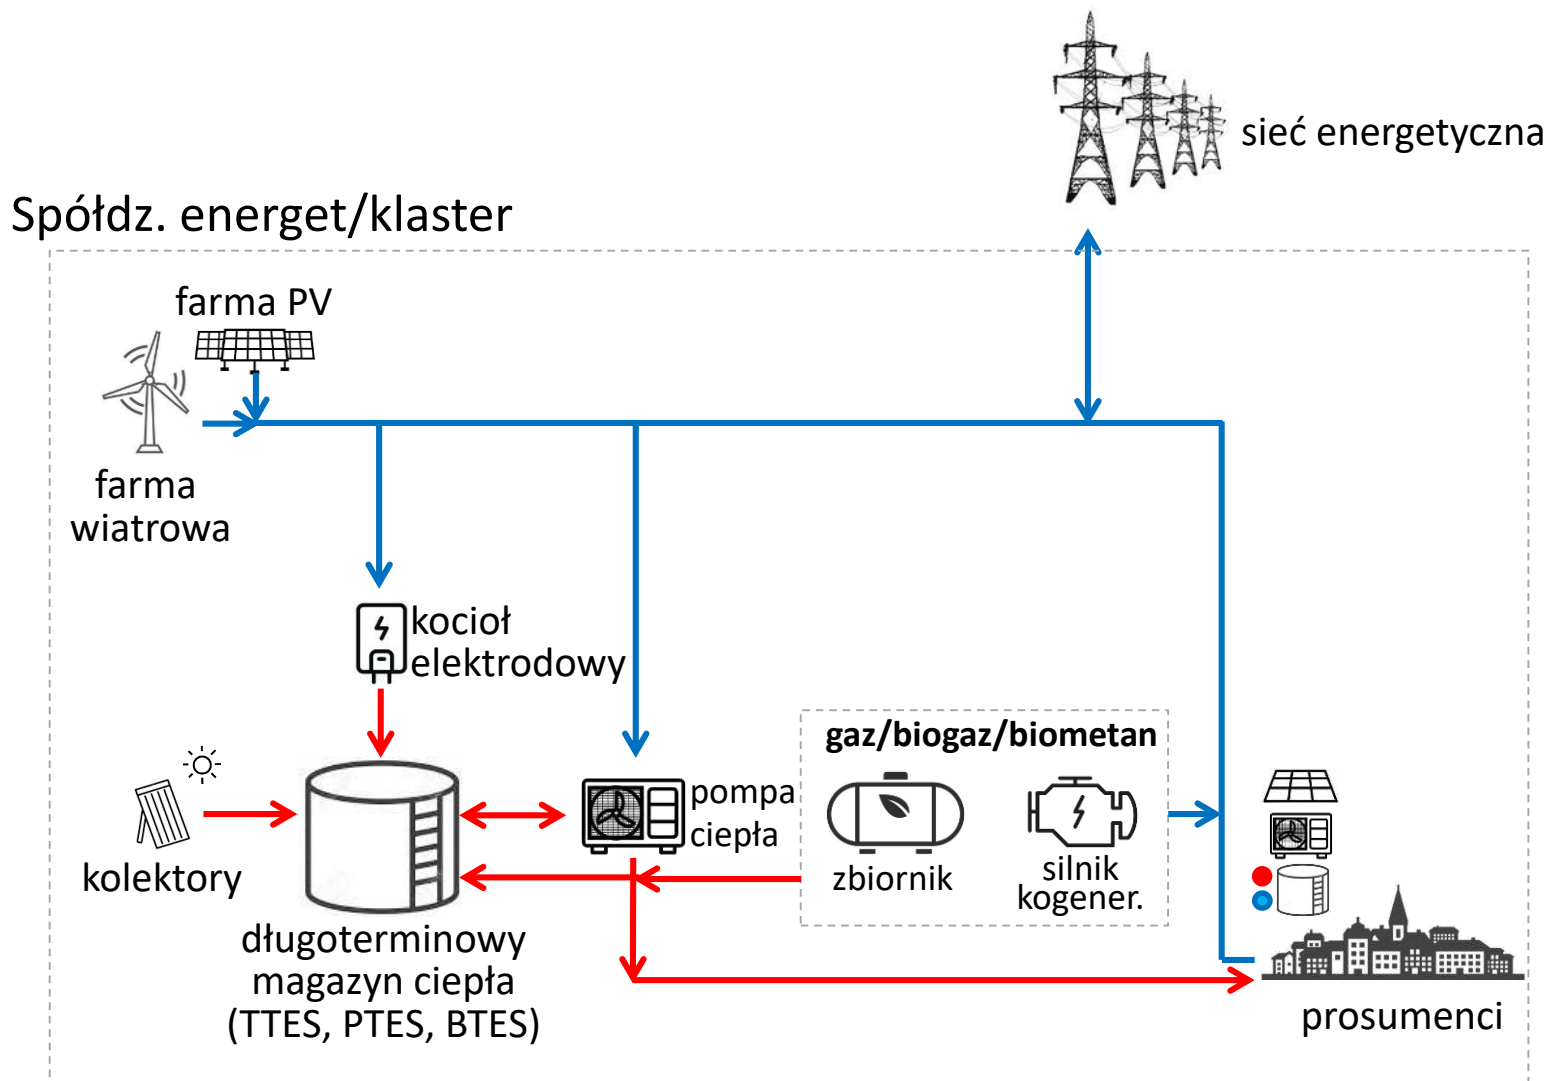 sieć energetyczna
Spółdz. energet/klaster
farma PV
farma
wiatrowa
kocioł
elektrodowy
gaz/biogaz/biometan
pompa
ciepła
kolektory
zbiornik
silnik
kogener.
długoterminowy
magazyn ciepła
(TTES, PTES, BTES)
prosumenci